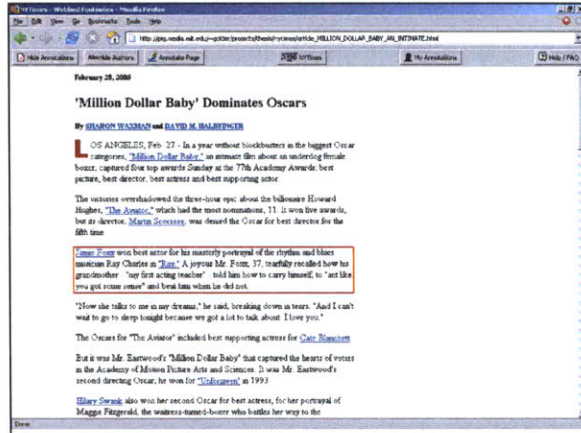 NYTimes - Webbed Footnotes - Mozilla Firefox
File Edit View Go Bookmarks Tools Help
Hide Annotations Annotate Page NYTimes My Annotations Help / FAQ
February 28, 2005
'Million Dollar Baby' Dominates Oscars
By SHARON WAXMAN and DAVID M. HALBFINGER
LOS ANGELES, Feb. 27 - In a year without blockbusters in the biggest Oscar
categories, "Million Dollar Baby," an intimate film about an underdog female
boxer, captured four top awards Sunday at the 77th Academy Awards: best
picture, best director, best actress and best supporting actor.
The victories overshadowed the three-hour epic about the billionaire Howard
Hughes, "The Aviator," which had the most nominations, 11. It won five awards,
but its director, Martin Scorsese, was denied the Oscar for best director for the
fifth time.
Jamie Foxx won best actor for his masterly portrayal of the rhythm and blues
musician Ray Charles in "Ray." A joyous Mr. Foxx, 37, tearfully recalled how his
grandmother "my first acting teacher" told him how to carry himself, to "act like
you got some sense" and beat him when he did not.
"Now she talks to me in my dreams," he said, breaking down in tears. "And I can't
wait to go to sleep tonight because we got a lot to talk about. I love you."
The Oscars for "The Aviator" included best supporting actress for Cate Blanchett
But it was Mr. Eastwood's "Million Dollar Baby" that captured the hearts of voters
in the Academy of Motion Picture Arts and Sciences. It was Mr. Eastwood's
second directing Oscar; he won for "Unforgiven" in 1993
Hilary Swank also won her second Oscar for best actress, for her portrayal of
Maggie Fitzgerald, the waitress-turned-boxer who battles her way to the
Done